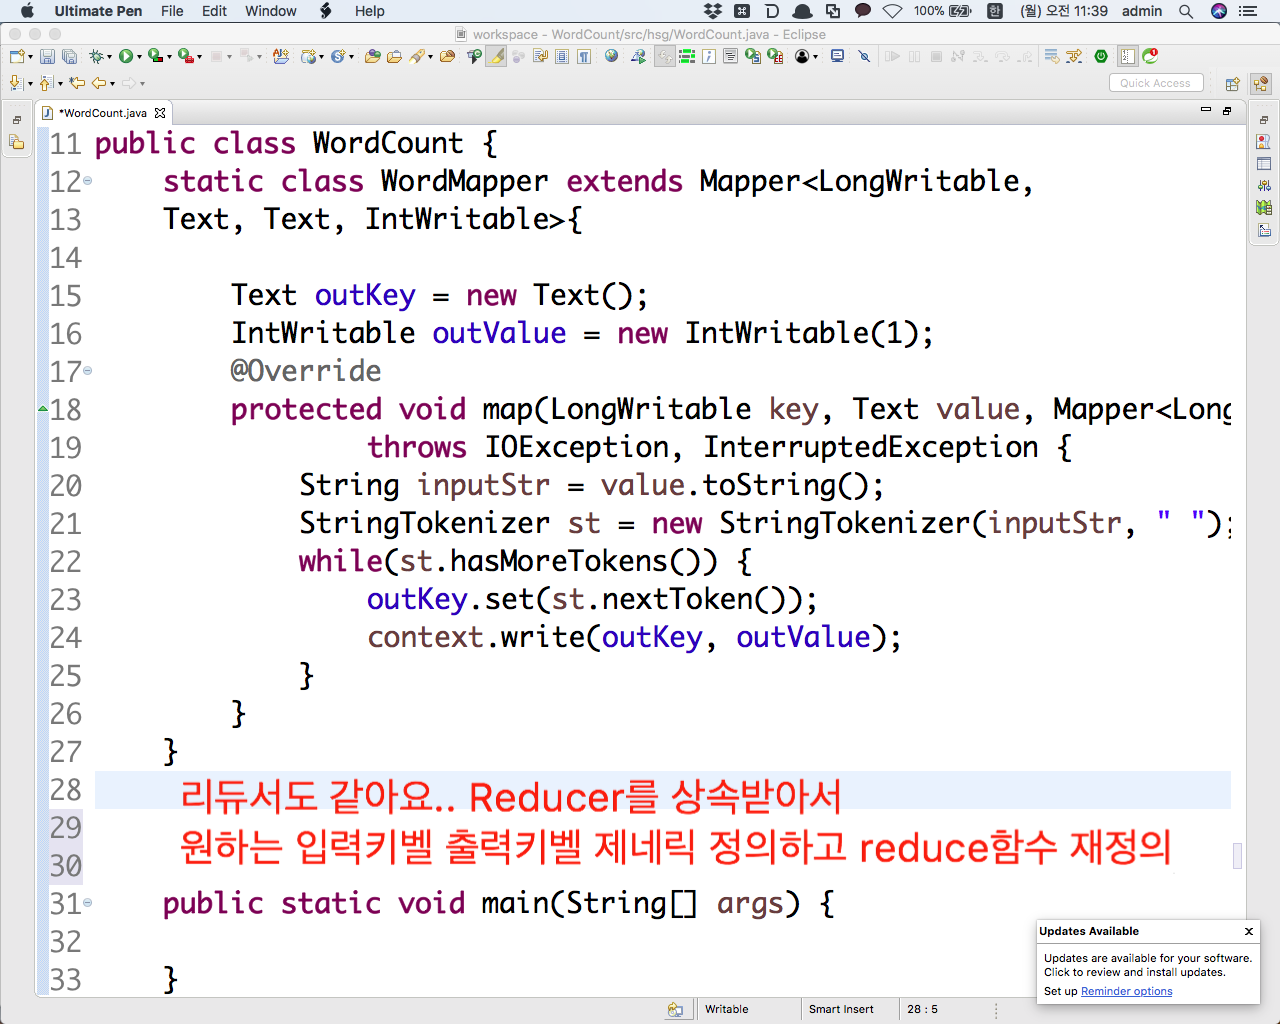 Ultimate Pen File Edit Window Help 100% 한 (월) 오전 11:39 admin
workspace - WordCount/src/hsg/WordCount.java - Eclipse
Quick Access
*WordCount.java
11 public class WordCount {
12 static class WordMapper extends Mapper<LongWritable,
13 Text, Text, IntWritable>{
14
15 Text outKey = new Text();
16 IntWritable outValue = new IntWritable(1);
17 @Override
18 protected void map(LongWritable key, Text value, Mapper<Long
19 throws IOException, InterruptedException {
20 String inputStr = value.toString();
21 StringTokenizer st = new StringTokenizer(inputStr, " ");
22 while(st.hasMoreTokens()) {
23 outKey.set(st.nextToken());
24 context.write(outKey, outValue);
25 }
26 }
27 }
28 리듀서도 같아요.. Reducer를 상속받아서
29 원하는 입력키벨 출력키벨 제네릭 정의하고 reduce함수 재정의
30
31 public static void main(String[] args) {
32
33 }
Updates Available x
Updates are available for your software.
Click to review and install updates.
Set up Reminder options
Writable Smart Insert 28 : 5